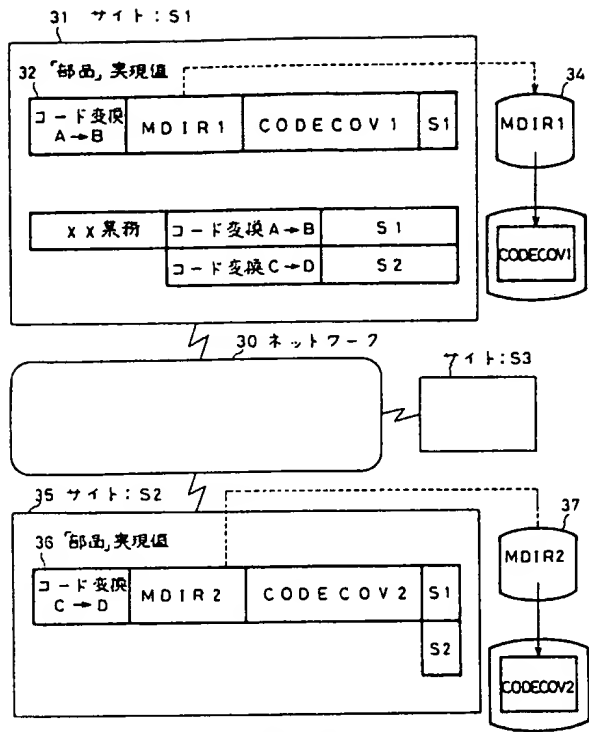 31 サイト：S1
32 「部品」実現値
コード変換
A→B
MDIR1
CODECOV1
S1
34
MDIR1
CODECOV1
××業務
コード変換A→B
S1
コード変換C→D
S2
30 ネットワーク
サイト：S3
35 サイト：S2
36 「部品」実現値
コード変換
C→D
MDIR2
CODECOV2
S1
S2
37
MDIR2
CODECOV2